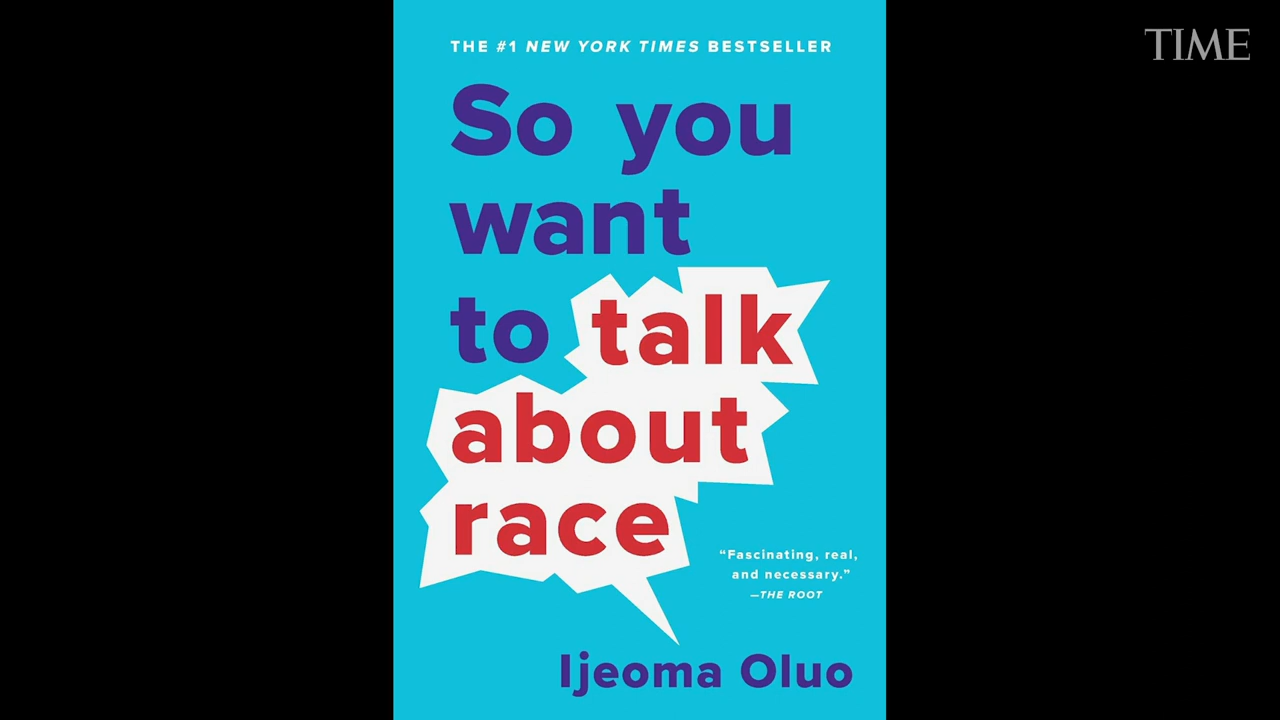 TIME
THE #1 NEW YORK TIMES BESTSELLER
So you
want
to talk
about
race
“Fascinating, real,
and necessary.”
—THE ROOT
Ijeoma Oluo